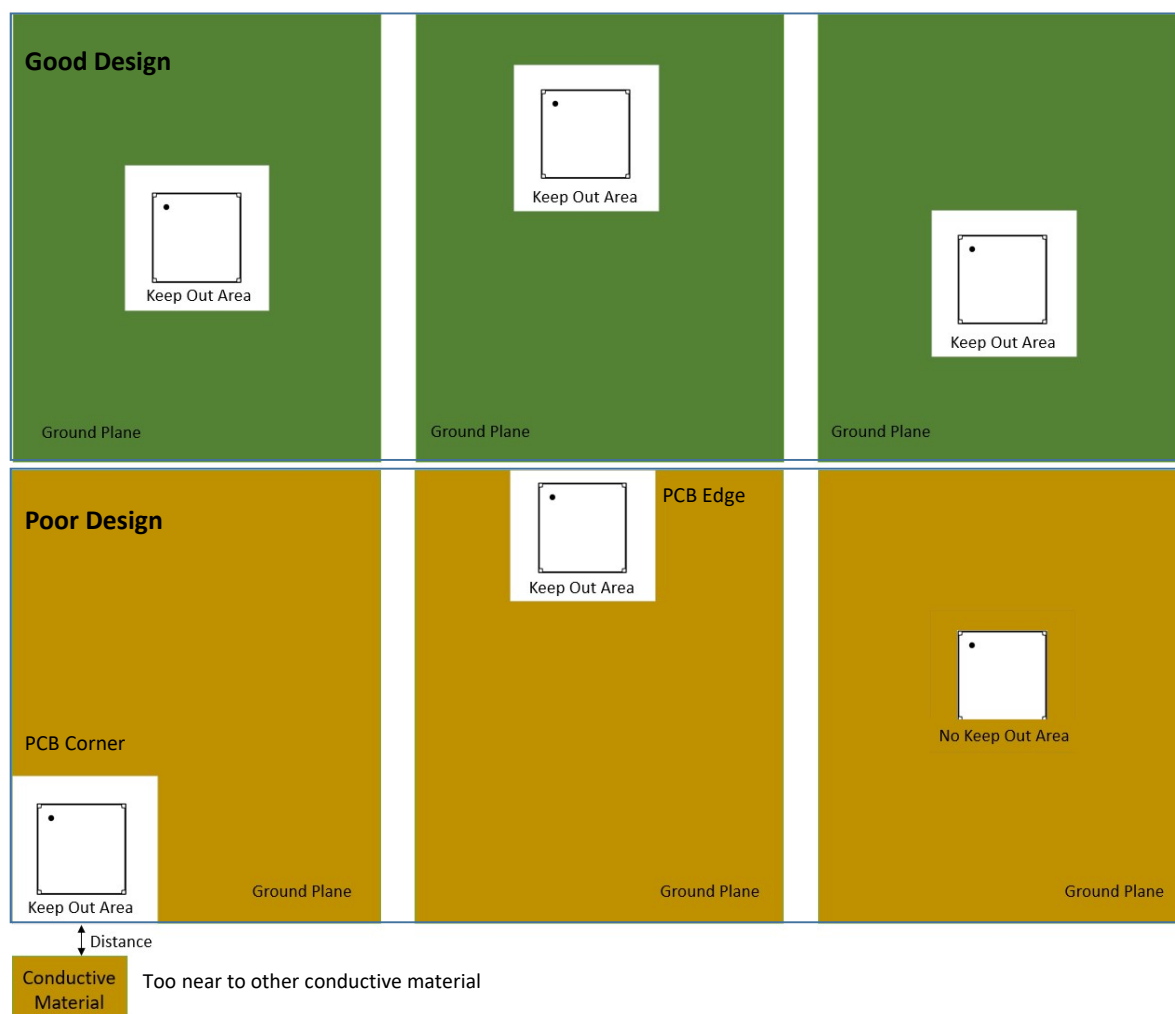 Good Design
Keep Out Area
Keep Out Area
Keep Out Area
Ground Plane
Ground Plane
Ground Plane
Poor Design
PCB Edge
Keep Out Area
No Keep Out Area
PCB Corner
Keep Out Area
Ground Plane
Ground Plane
Ground Plane
Distance
Conductive
Material
Too near to other conductive material